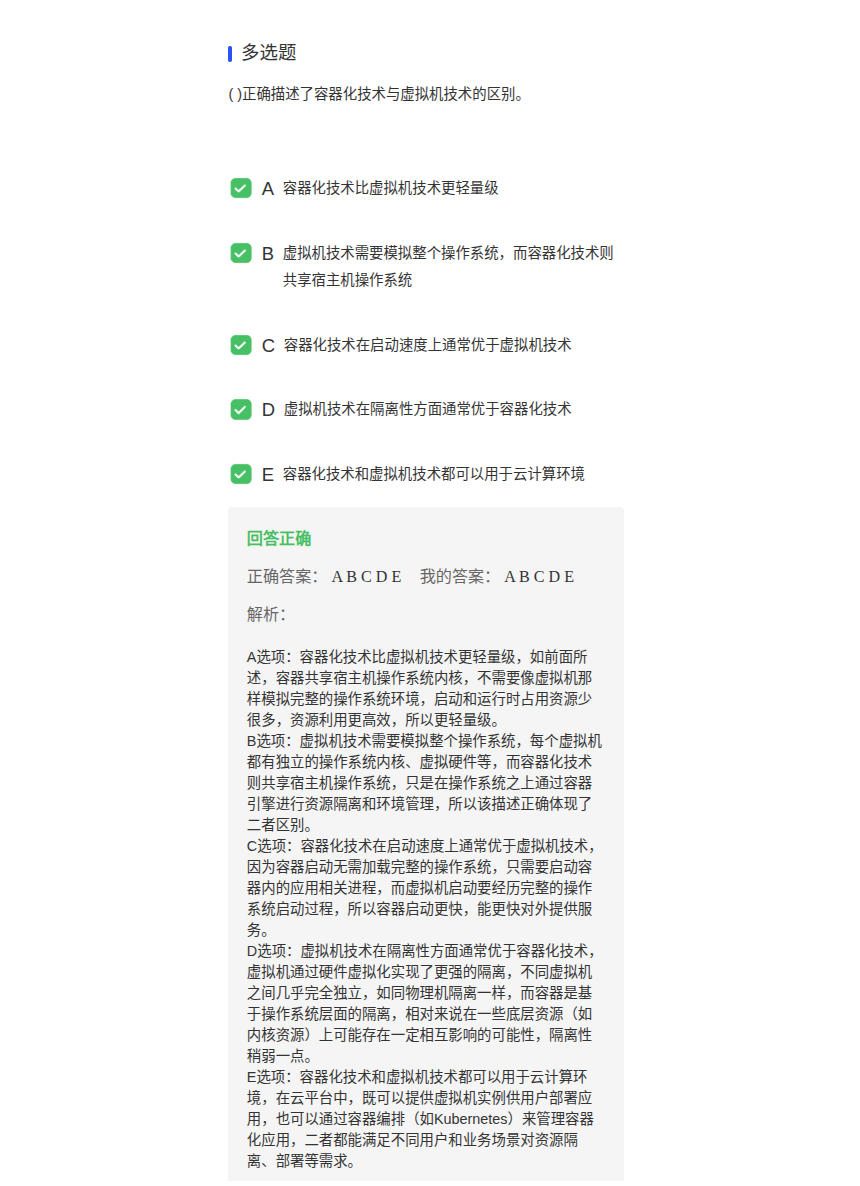 多选题
( )正确描述了容器化技术与虚拟机技术的区别。
A 容器化技术比虚拟机技术更轻量级
B 虚拟机技术需要模拟整个操作系统，而容器化技术则
共享宿主机操作系统
C 容器化技术在启动速度上通常优于虚拟机技术
D 虚拟机技术在隔离性方面通常优于容器化技术
E 容器化技术和虚拟机技术都可以用于云计算环境
回答正确
正确答案： A B C D E 我的答案： A B C D E
解析：
A选项：容器化技术比虚拟机技术更轻量级，如前面所
述，容器共享宿主机操作系统内核，不需要像虚拟机那
样模拟完整的操作系统环境，启动和运行时占用资源少
很多，资源利用更高效，所以更轻量级。
B选项：虚拟机技术需要模拟整个操作系统，每个虚拟机
都有独立的操作系统内核、虚拟硬件等，而容器化技术
则共享宿主机操作系统，只是在操作系统之上通过容器
引擎进行资源隔离和环境管理，所以该描述正确体现了
二者区别。
C选项：容器化技术在启动速度上通常优于虚拟机技术，
因为容器启动无需加载完整的操作系统，只需要启动容
器内的应用相关进程，而虚拟机启动要经历完整的操作
系统启动过程，所以容器启动更快，能更快对外提供服
务。
D选项：虚拟机技术在隔离性方面通常优于容器化技术，
虚拟机通过硬件虚拟化实现了更强的隔离，不同虚拟机
之间几乎完全独立，如同物理机隔离一样，而容器是基
于操作系统层面的隔离，相对来说在一些底层资源（如
内核资源）上可能存在一定相互影响的可能性，隔离性
稍弱一点。
E选项：容器化技术和虚拟机技术都可以用于云计算环
境，在云平台中，既可以提供虚拟机实例供用户部署应
用，也可以通过容器编排（如Kubernetes）来管理容器
化应用，二者都能满足不同用户和业务场景对资源隔
离、部署等需求。